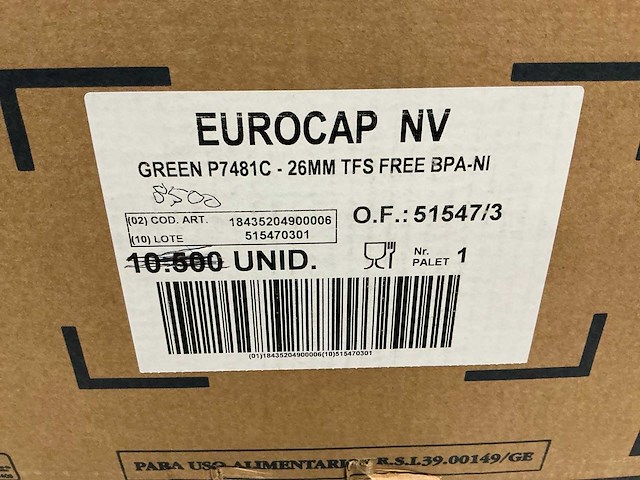 EUROCAP NV
GREEN P7481C - 26MM TFS FREE BPA-NI
8500
(02) COD. ART. 18435204900006
(10) LOTE 515470301
O.F.: 51547/3
10.500 UNID.
Nr. PALET 1
(01)18435204900006(10)515470301
PARA USO ALIMENTARIO R.S.I.39.00149/GE